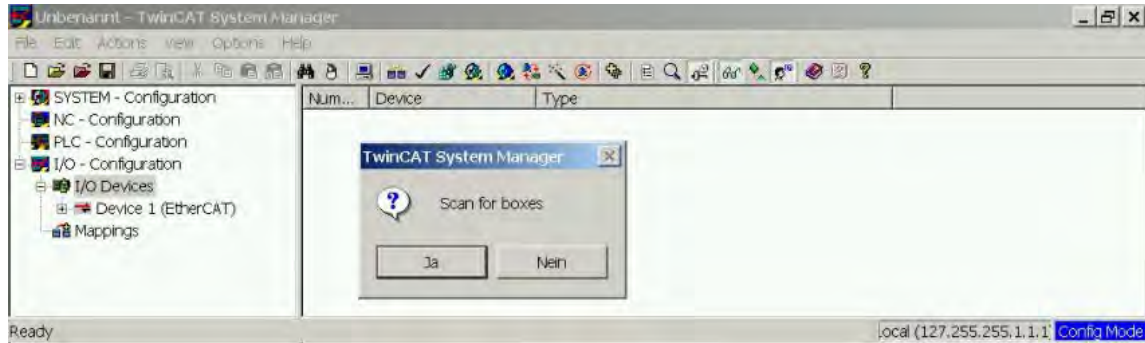 Unbenannt - TwinCAT System Manager
File Edit Actions View Options Help
SYSTEM - Configuration
NC - Configuration
PLC - Configuration
I/O - Configuration
I/O Devices
Device 1 (EtherCAT)
Mappings
Num... Device Type
TwinCAT System Manager
Scan for boxes
Ja Nein
Ready
ocal (127.255.255.1.1.1) Config Mode